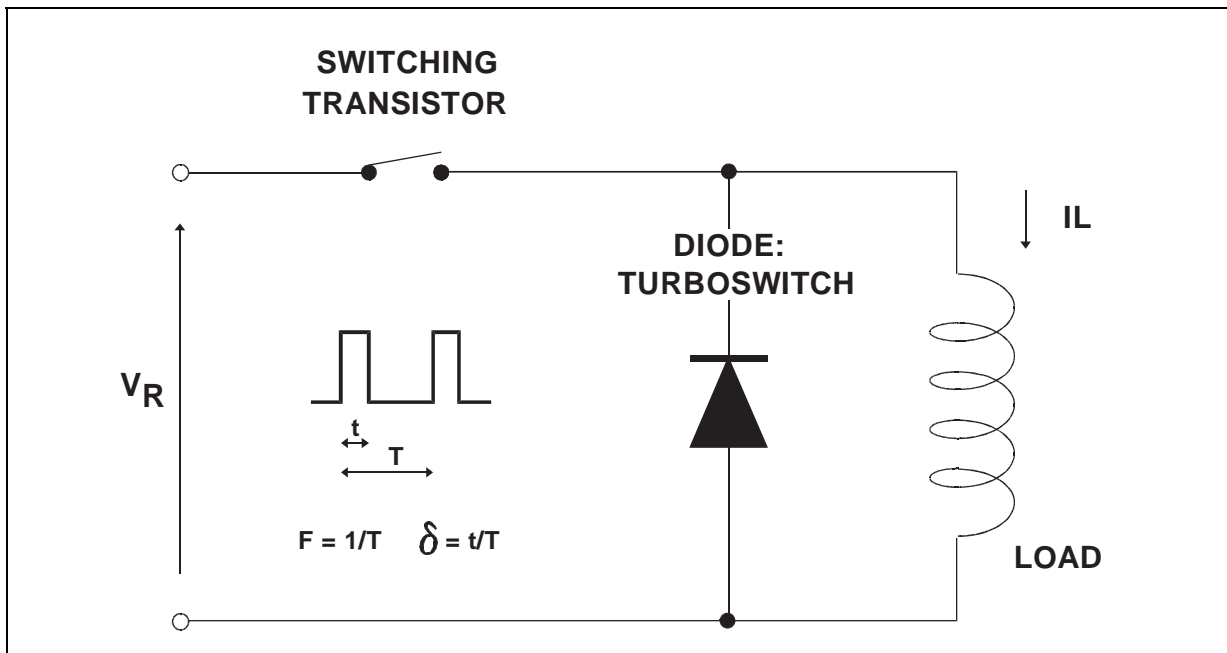 SWITCHING
TRANSISTOR
IL
DIODE:
TURBOSWITCH
VR
t
T
F = 1/T δ = t/T
LOAD